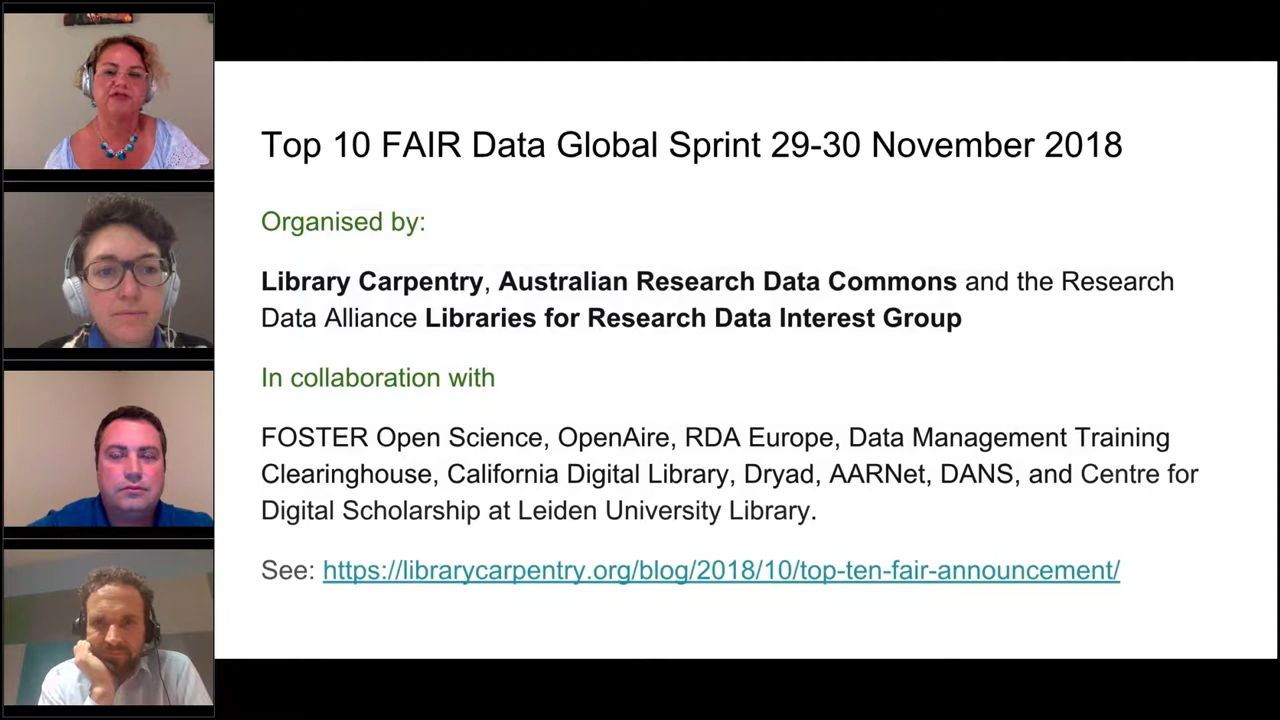 Top 10 FAIR Data Global Sprint 29-30 November 2018
Organised by:
Library Carpentry, Australian Research Data Commons and the Research
Data Alliance Libraries for Research Data Interest Group
In collaboration with
FOSTER Open Science, OpenAire, RDA Europe, Data Management Training
Clearinghouse, California Digital Library, Dryad, AARNet, DANS, and Centre for
Digital Scholarship at Leiden University Library.
See: https://librarycarpentry.org/blog/2018/10/top-ten-fair-announcement/